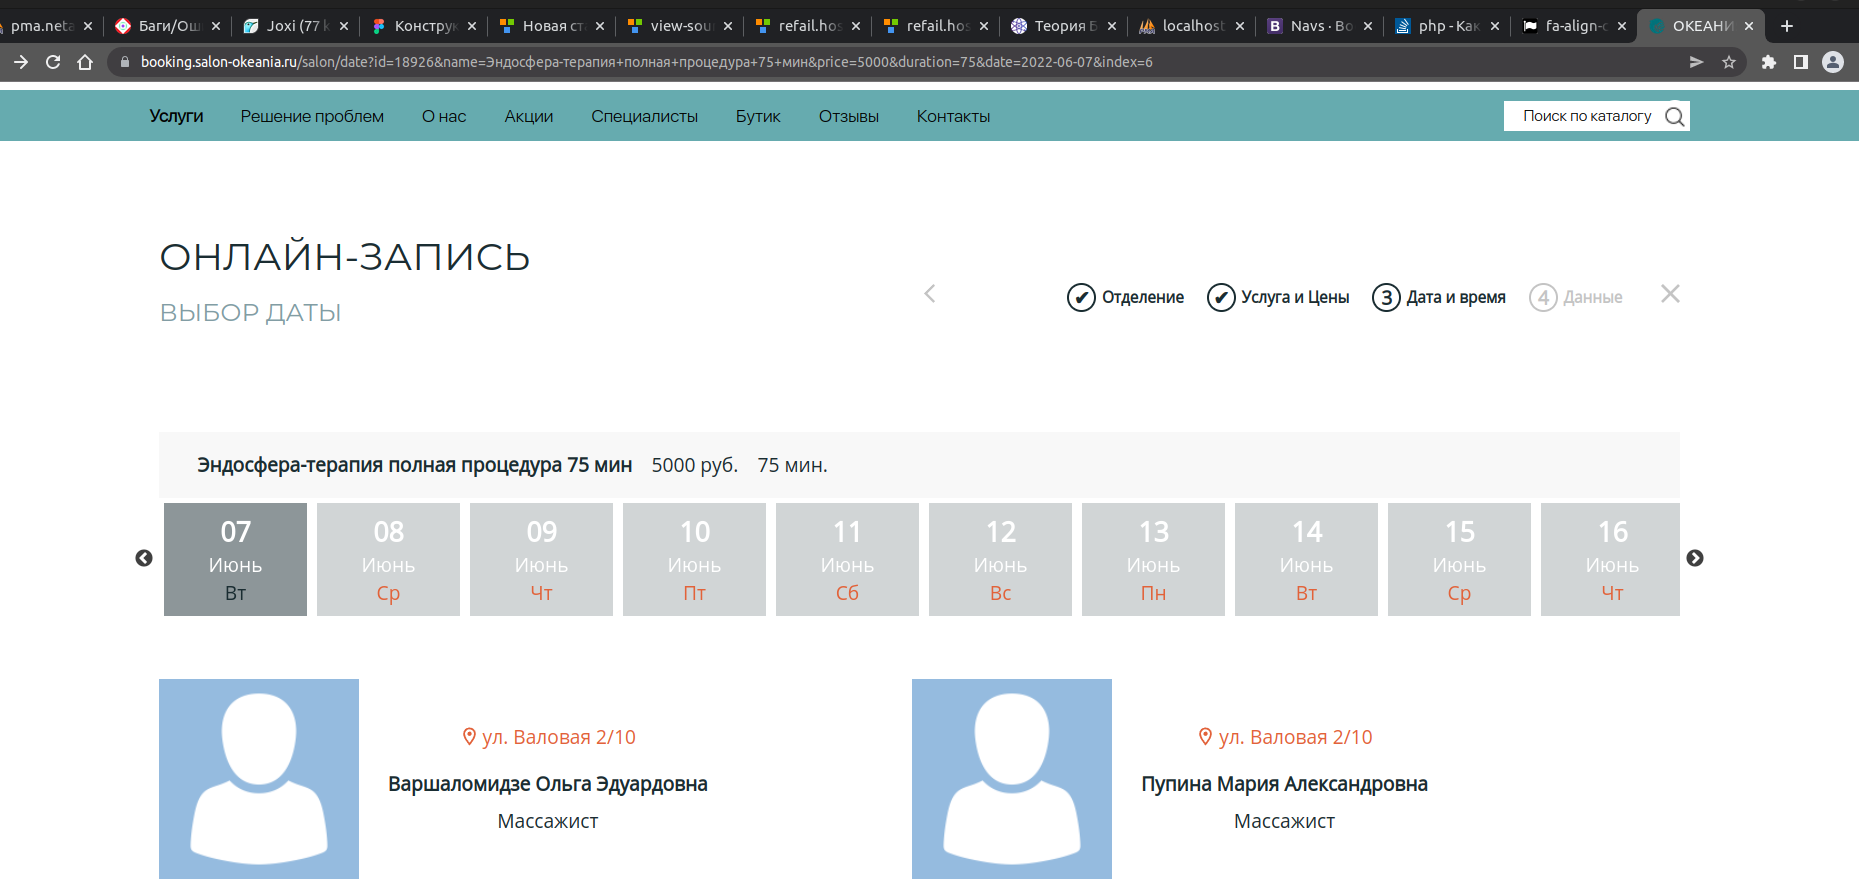 pma.neta
Баги/Оши
Joxi (77 k
Конструк
Новая ст
view-sou
refail.hos
refail.hos
Теория Б
localhost
Navs · Bo
php - Как
fa-align-c
ОКЕАНИ
booking.salon-okeania.ru/salon/date?id=18926&name=Эндосфера-терапия+полная+процедура+75+мин&price=5000&duration=75&date=2022-06-07&index=6
Услуги Решение проблем О нас Акции Специалисты Бутик Отзывы Контакты Поиск по каталогу
ОНЛАЙН-ЗАПИСЬ
ВЫБОР ДАТЫ
✔ Отделение ✔ Услуга и Цены 3 Дата и время 4 Данные
Эндосфера-терапия полная процедура 75 мин 5000 руб. 75 мин.
07 08 09 10 11 12 13 14 15 16
Июнь Июнь Июнь Июнь Июнь Июнь Июнь Июнь Июнь Июнь
Вт Ср Чт Пт Сб Вс Пн Вт Ср Чт
ул. Валовая 2/10
Варшаломидзе Ольга Эдуардовна
Массажист
ул. Валовая 2/10
Пупина Мария Александровна
Массажист